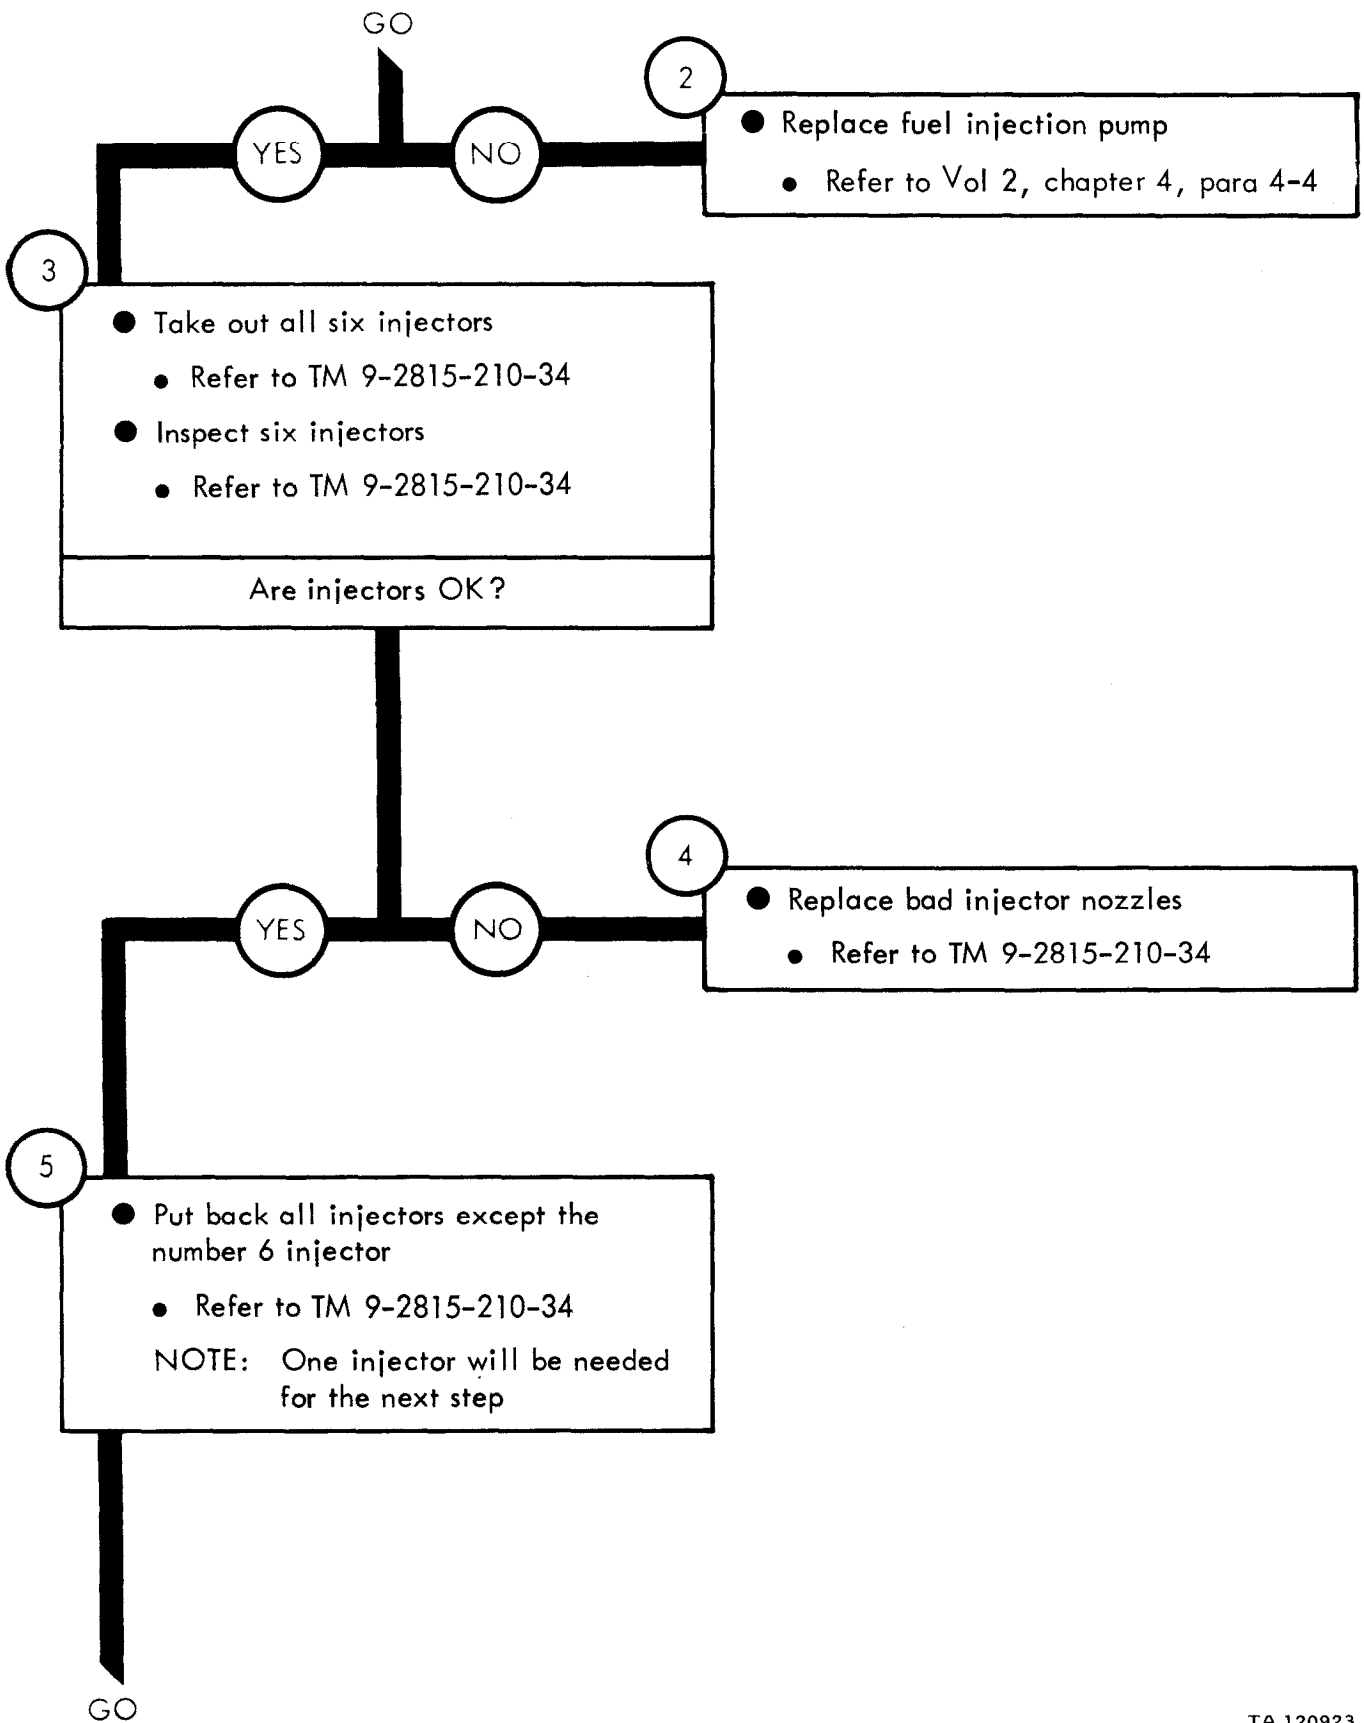 GO
YES
NO
2
● Replace fuel injection pump
● Refer to Vol 2, chapter 4, para 4-4
3
● Take out all six injectors
● Refer to TM 9-2815-210-34
● Inspect six injectors
● Refer to TM 9-2815-210-34
Are injectors OK?
YES
NO
4
● Replace bad injector nozzles
● Refer to TM 9-2815-210-34
5
● Put back all injectors except the
number 6 injector
● Refer to TM 9-2815-210-34
NOTE: One injector will be needed
for the next step
GO
TA 120923